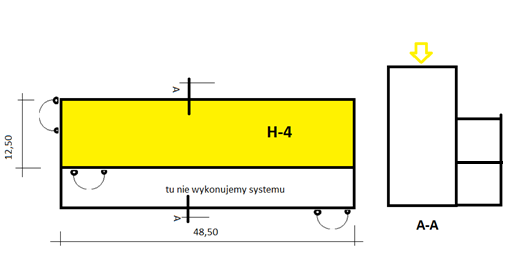 A
H-4
12,50
tu nie wykonujemy systemu
A
A-A
48,50